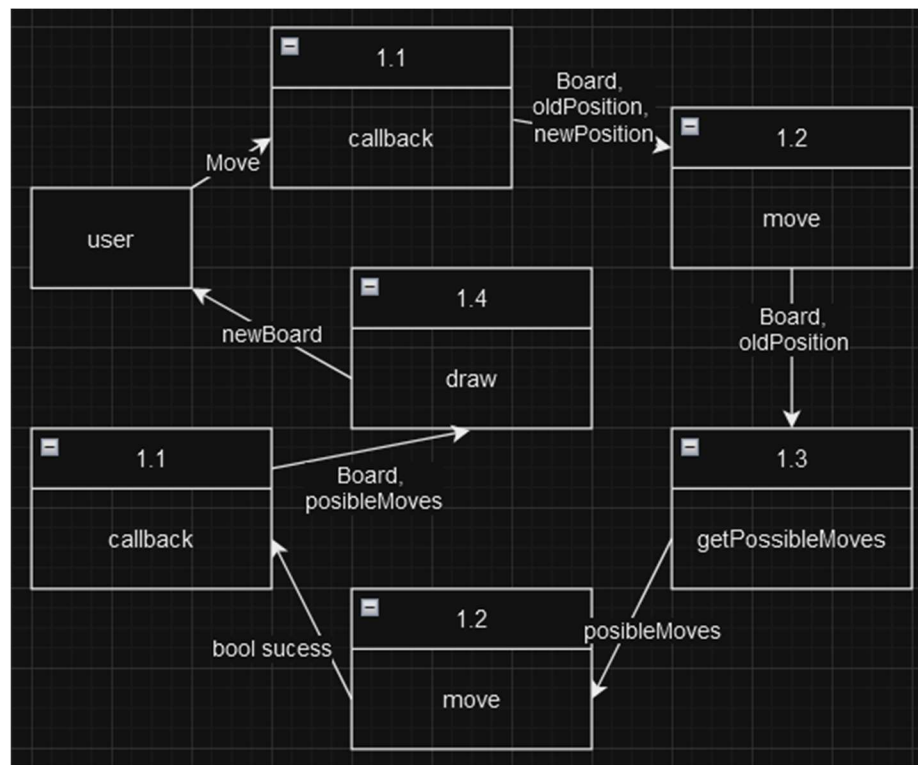 1.1
callback
Board,
oldPosition,
newPosition
1.2
move
Move
user
1.4
draw
newBoard
Board,
oldPosition
1.1
callback
Board,
posibleMoves
1.3
getPossibleMoves
1.2
move
posibleMoves
bool sucess